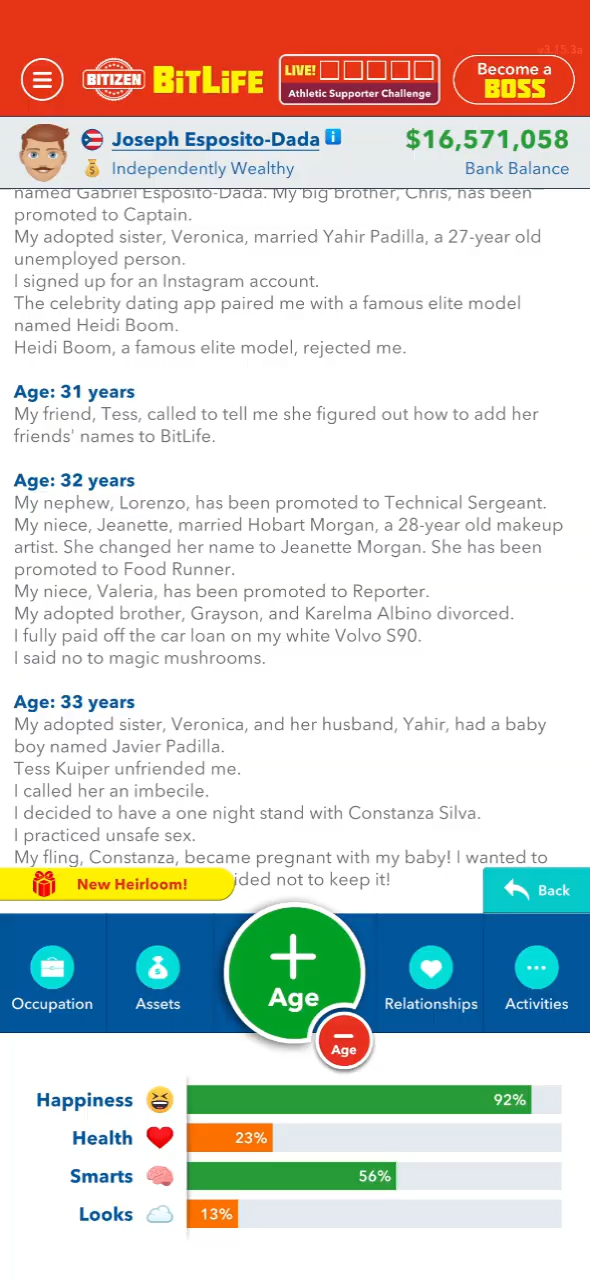 v3.15.3a
BITIZEN
BiTLiFE
LIVE!
Athletic Supporter Challenge
Become a
BOSS
Joseph Esposito-Dada i
$16,571,058
Independently Wealthy
Bank Balance
named Gabriel Esposito-Dada. My big brother, Chris, has been
promoted to Captain.
My adopted sister, Veronica, married Yahir Padilla, a 27-year old
unemployed person.
I signed up for an Instagram account.
The celebrity dating app paired me with a famous elite model
named Heidi Boom.
Heidi Boom, a famous elite model, rejected me.
Age: 31 years
My friend, Tess, called to tell me she figured out how to add her
friends' names to BitLife.
Age: 32 years
My nephew, Lorenzo, has been promoted to Technical Sergeant.
My niece, Jeanette, married Hobart Morgan, a 28-year old makeup
artist. She changed her name to Jeanette Morgan. She has been
promoted to Food Runner.
My niece, Valeria, has been promoted to Reporter.
My adopted brother, Grayson, and Karelma Albino divorced.
I fully paid off the car loan on my white Volvo S90.
I said no to magic mushrooms.
Age: 33 years
My adopted sister, Veronica, and her husband, Yahir, had a baby
boy named Javier Padilla.
Tess Kuiper unfriended me.
I called her an imbecile.
I decided to have a one night stand with Constanza Silva.
I practiced unsafe sex.
My fling, Constanza, became pregnant with my baby! I wanted to
ided not to keep it!
New Heirloom!
Back
Occupation
Assets
Age
Relationships
Activities
Age
Happiness 92%
Health 23%
Smarts 56%
Looks 13%